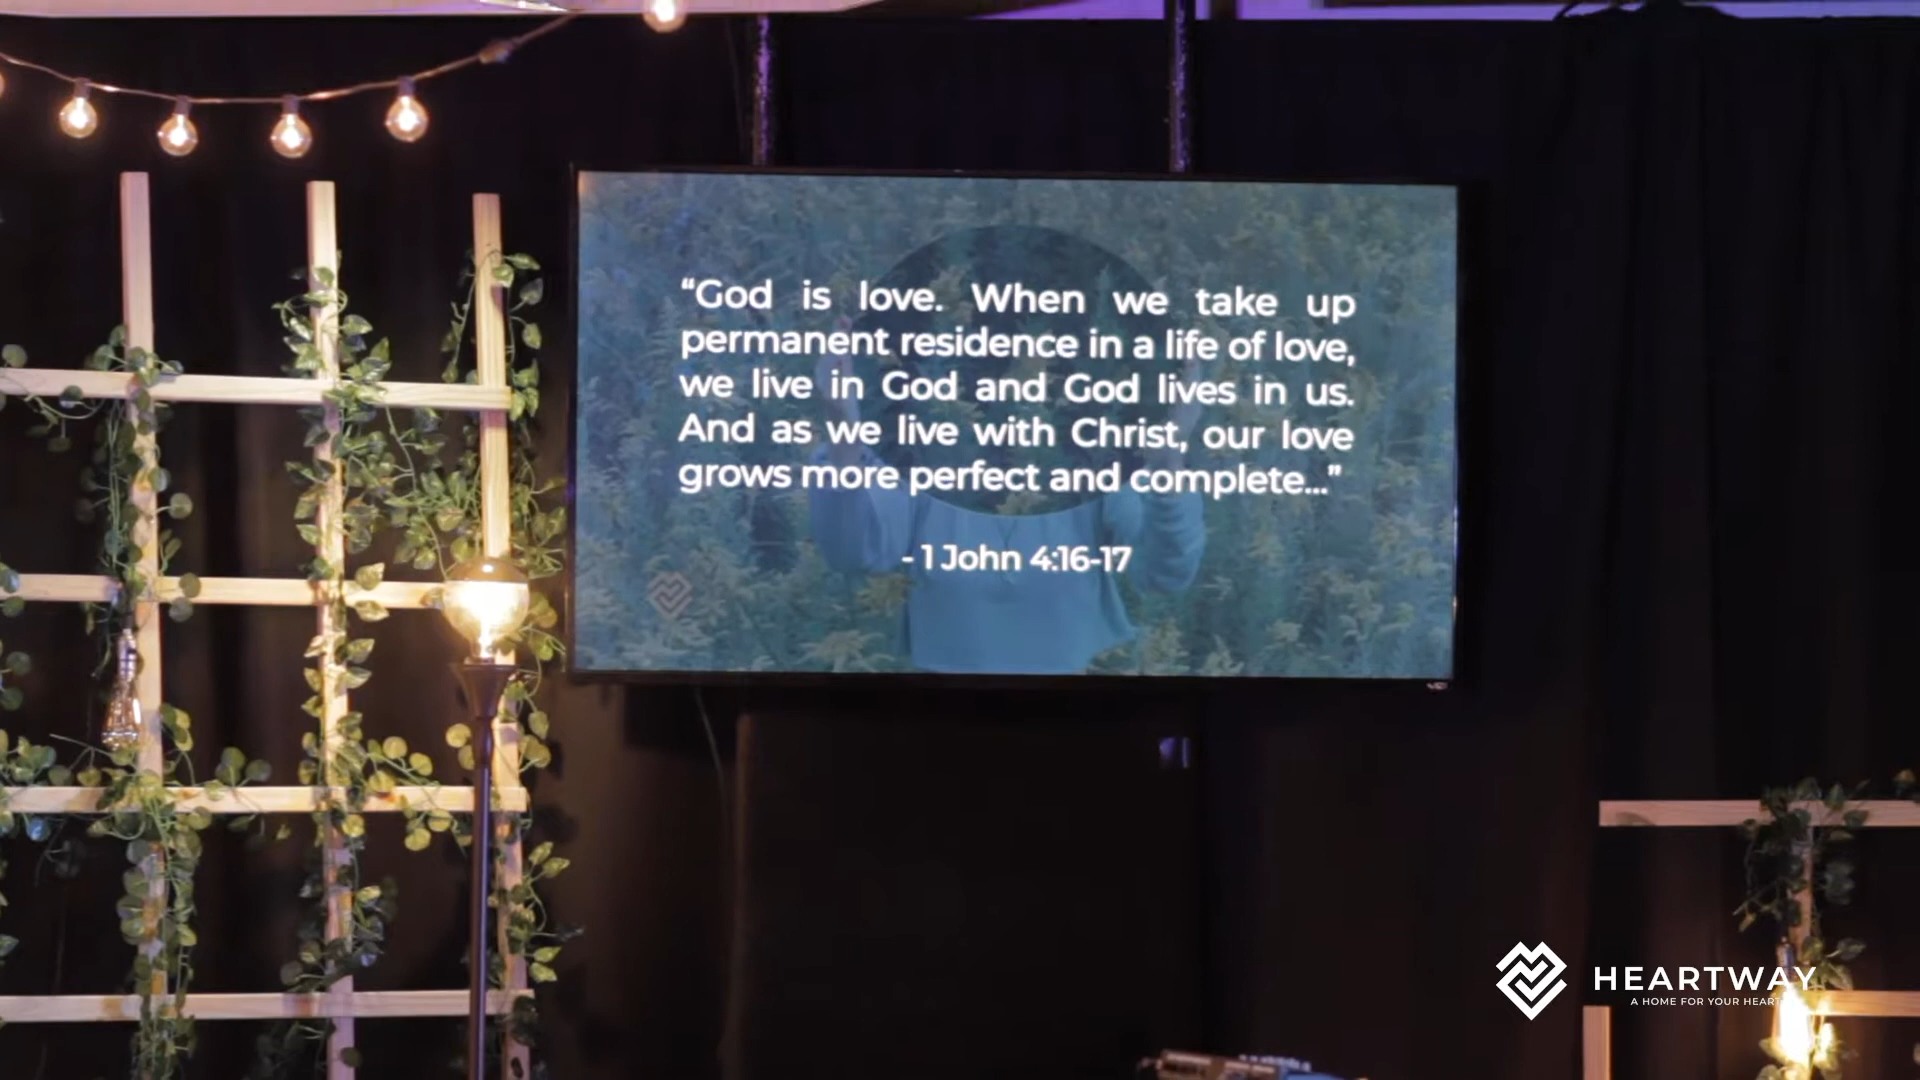 “God is love. When we take up
permanent residence in a life of love,
we live in God and God lives in us.
And as we live with Christ, our love
grows more perfect and complete...”
- 1 John 4:16-17
HEARTWAY
A HOME FOR YOUR HEART